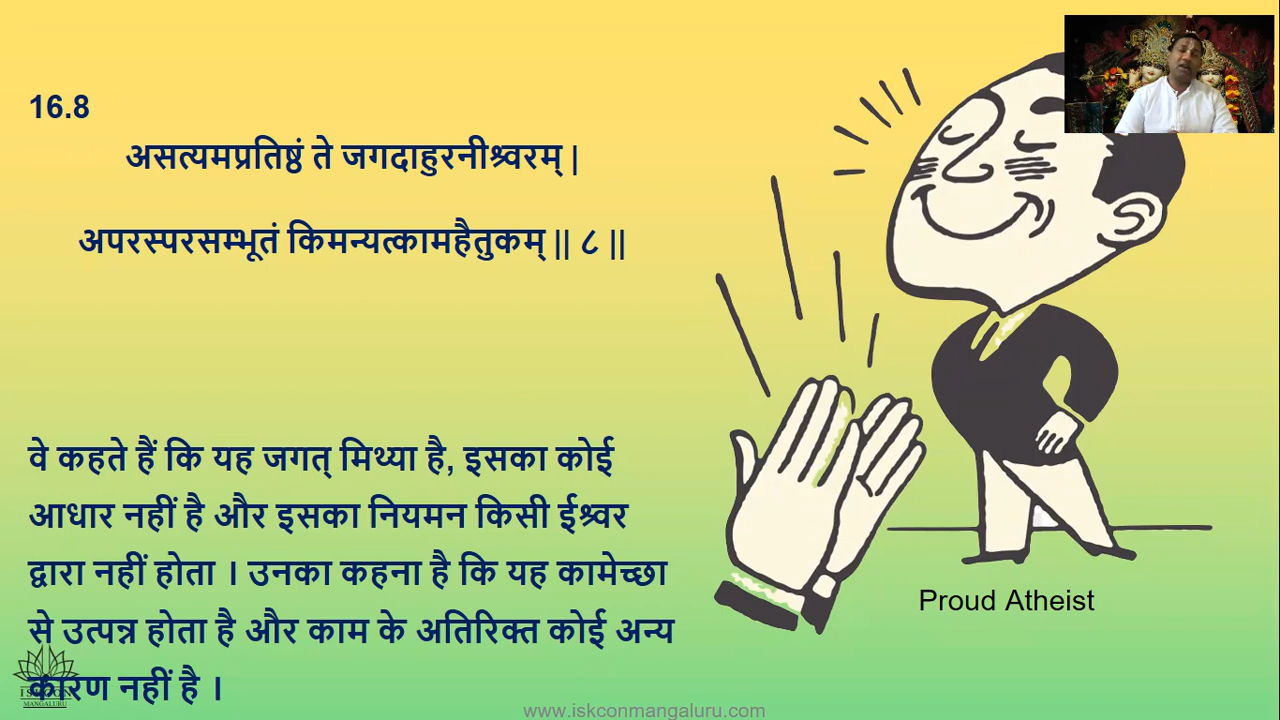 16.8
असत्यमप्रतिष्ठं ते जगदाहुरनीश्र्वरम् |
अपरस्परसम्भूतं किमन्यत्कामहैतुकम् || ८ ||
वे कहते हैं कि यह जगत् मिथ्या है, इसका कोई
आधार नहीं है और इसका नियमन किसी ईश्र्वर
द्वारा नहीं होता । उनका कहना है कि यह कामेच्छा
से उत्पन्न होता है और काम के अतिरिक्त कोई अन्य
कारण नहीं है ।
Proud Atheist
ISKCON
MANGALURU
www.iskconmangaluru.com